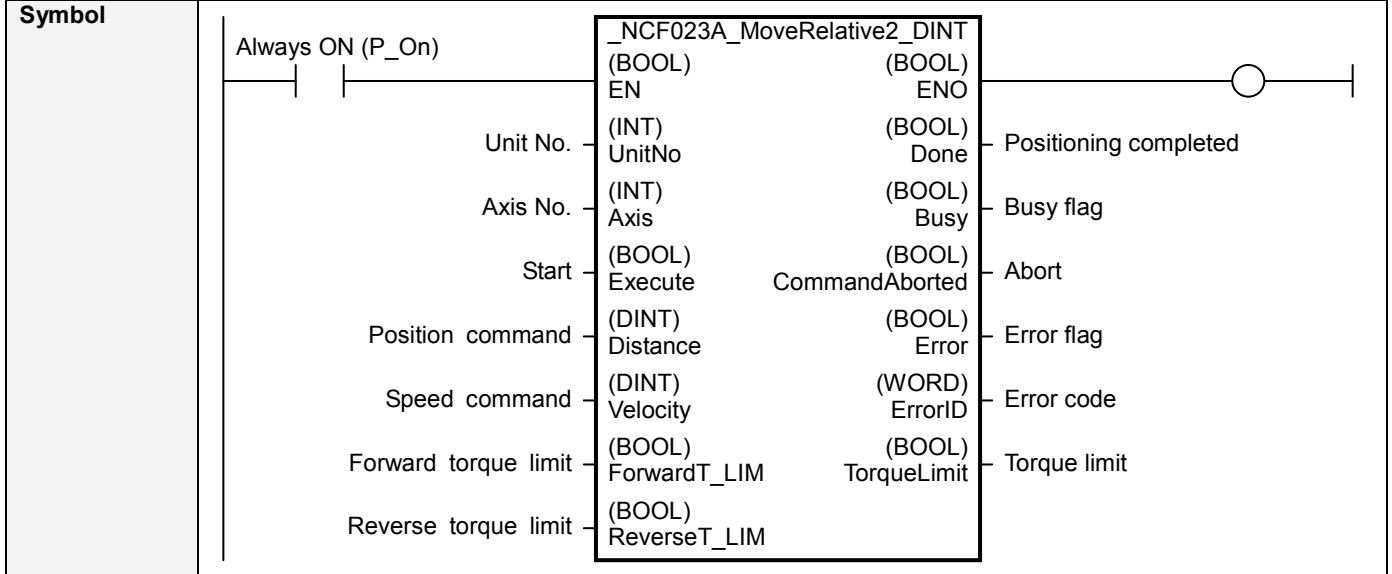 Symbol
Always ON (P_On)
_NCF023A_MoveRelative2_DINT
(BOOL) (BOOL)
EN ENO
Unit No. (INT) (BOOL) Positioning completed
UnitNo Done
Axis No. (INT) (BOOL) Busy flag
Axis Busy
Start (BOOL) (BOOL) Abort
Execute CommandAborted
Position command (DINT) (BOOL) Error flag
Distance Error
Speed command (DINT) (WORD) Error code
Velocity ErrorID
Forward torque limit (BOOL) (BOOL) Torque limit
ForwardT_LIM TorqueLimit
Reverse torque limit (BOOL)
ReverseT_LIM